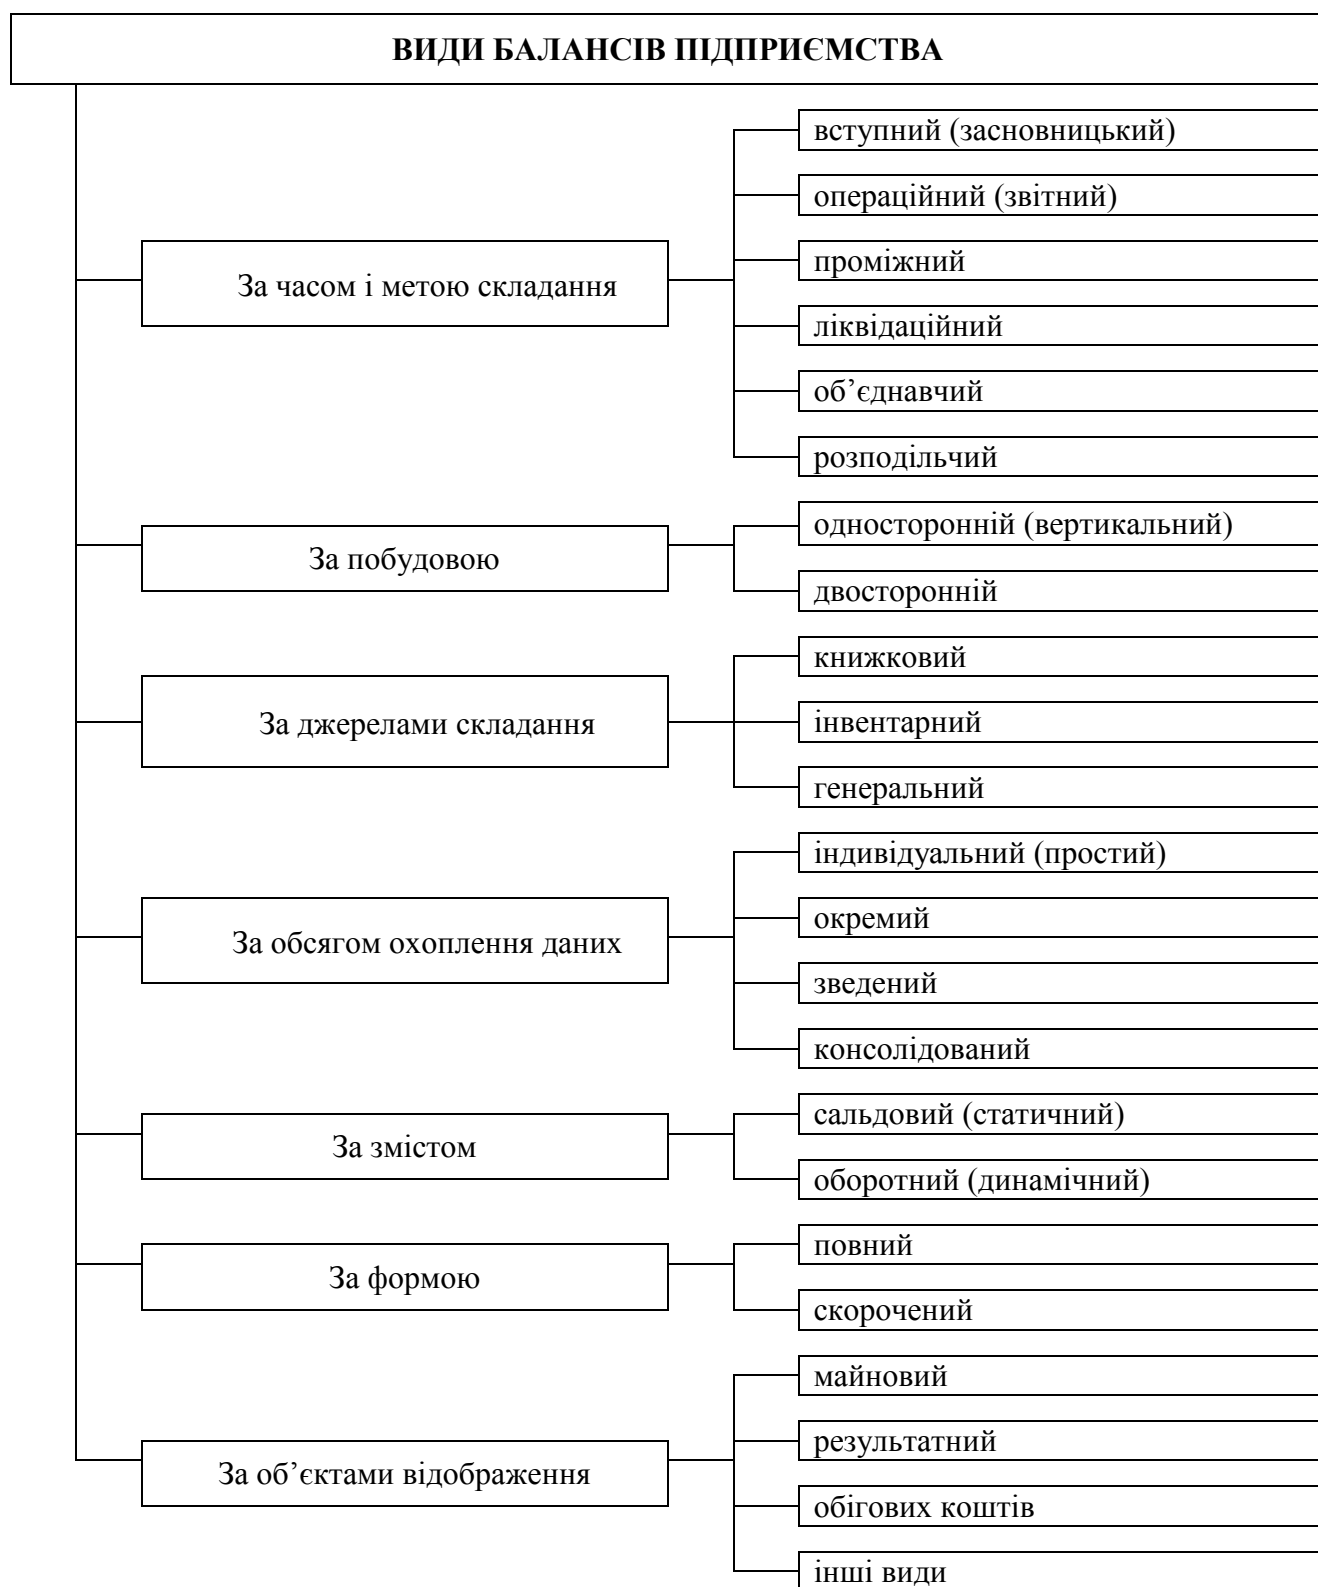 ВИДИ БАЛАНСІВ ПІДПРИЄМСТВА
За часом і метою складання
вступний (засновницький)
операційний (звітний)
проміжний
ліквідаційний
об’єднавчий
розподільчий
За побудовою
односторонній (вертикальний)
двосторонній
За джерелами складання
книжковий
інвентарний
генеральний
За обсягом охоплення даних
індивідуальний (простий)
окремий
зведений
консолідований
За змістом
сальдовий (статичний)
оборотний (динамічний)
За формою
повний
скорочений
За об’єктами відображення
майновий
результатний
обігових коштів
інші види